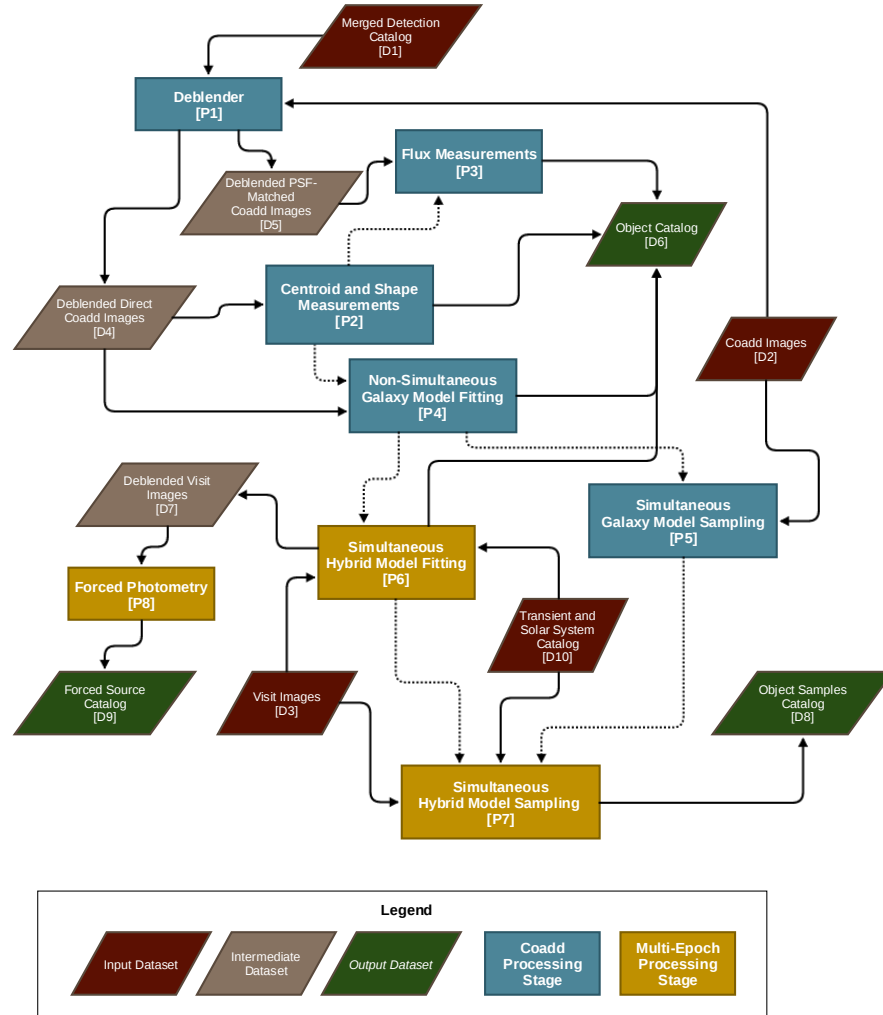 Merged Detection
Catalog
[D1]
Deblender
[P1]
Flux Measurements
[P3]
Deblended PSF-
Matched
Coadd Images
[D5]
Object Catalog
[D6]
Centroid and Shape
Measurements
[P2]
Deblended Direct
Coadd Images
[D4]
Coadd Images
[D2]
Non-Simultaneous
Galaxy Model Fitting
[P4]
Deblended Visit
Images
[D7]
Simultaneous
Galaxy Model Sampling
[P5]
Simultaneous
Hybrid Model Fitting
[P6]
Forced Photometry
[P8]
Transient and
Solar System
Catalog
[D10]
Forced Source
Catalog
[D9]
Visit Images
[D3]
Object Samples
Catalog
[D8]
Simultaneous
Hybrid Model Sampling
[P7]
Legend
Input Dataset
Intermediate
Dataset
Output Dataset
Coadd
Processing
Stage
Multi-Epoch
Processing
Stage